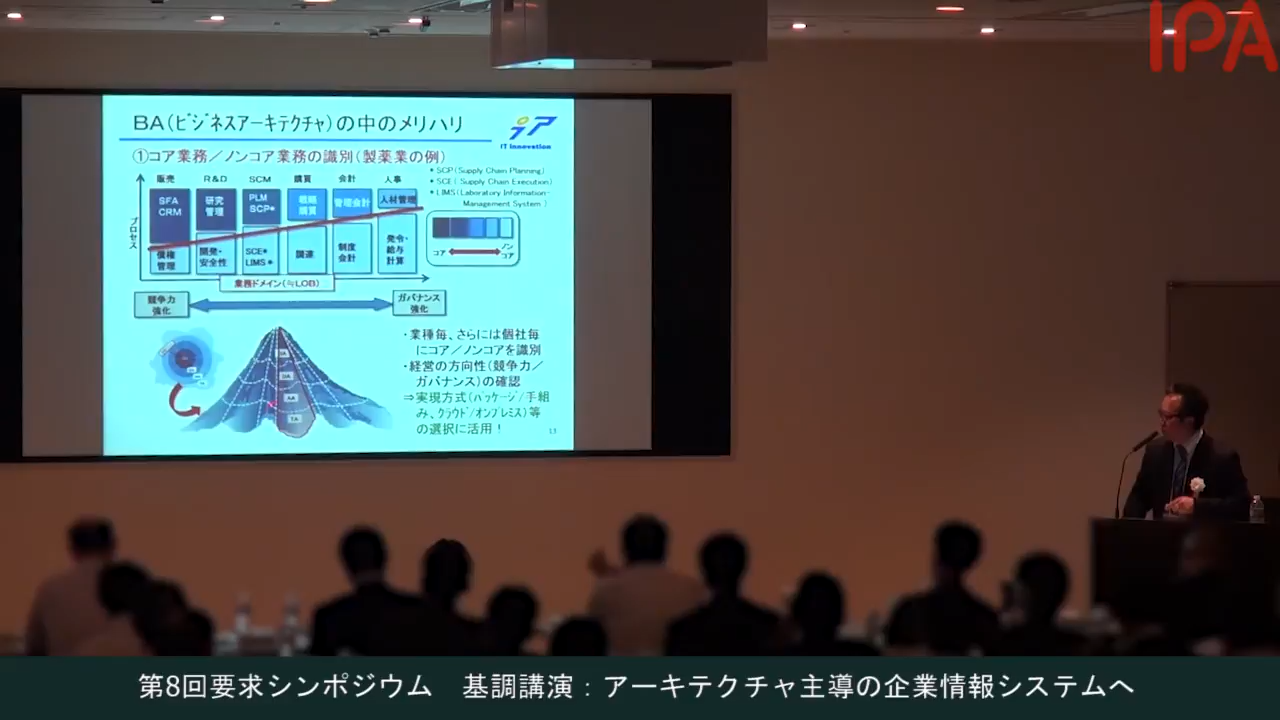 IPA
BA(ビジネスアーキテクチャ)の中のメリハリ
IT Innovation
①コア業務/ノンコア業務の識別(製薬業の例)
販売 R&D SCM 購買 会計 人事
• SCP(Supply Chain Planning)
• SCE( Supply Chain Execution)
• LIMS(Laboratory Information
Management System )
プロセス
SFA
CRM
研究
管理
PLM
SCP*
戦略
購買
管理会計
人材管理
債権
管理
開発・
安全性
SCE*
LIMS*
調達
制度
会計
発令・
給与
計算
コア
ノン
コア
業務ドメイン(≒LOB)
競争力
強化
ガバナンス
強化
・業種毎、さらには個社毎
にコア/ノンコアを識別
・経営の方向性(競争力/
ガバナンス)の確認
⇒実現方式(パッケージ/手組
み、クラウド/オンプレミス)等
の選択に活用!
BA
DA
AA
TA
13
第8回要求シンポジウム 基調講演:アーキテクチャ主導の企業情報システムへ